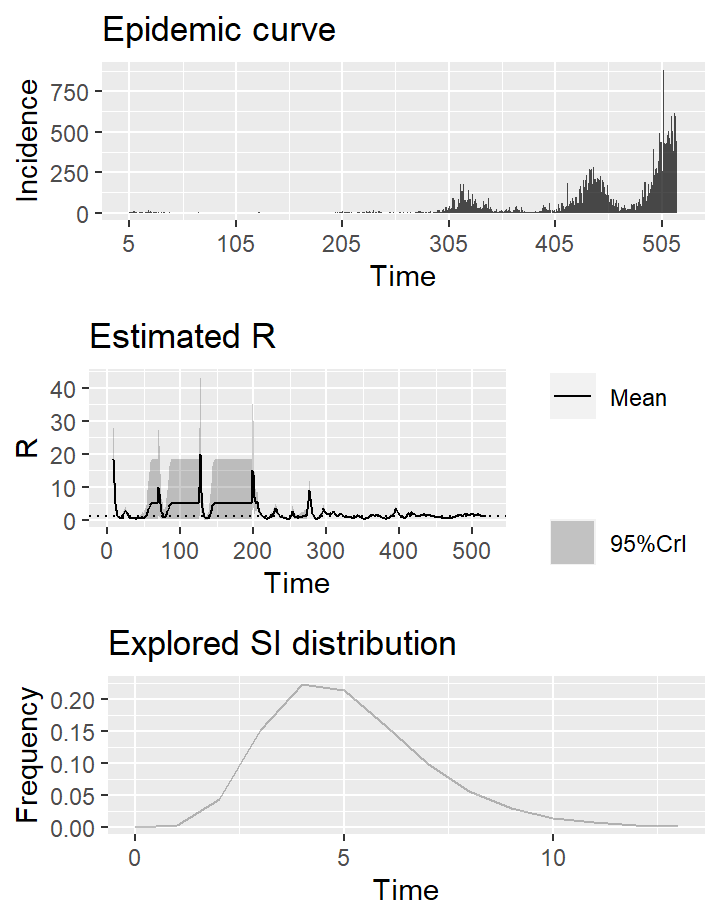 Epidemic curve
Incidence
750
500
250
0
5 105 205 305 405 505
Time
Estimated R
R
40
30
20
10
0
0 100 200 300 400 500
Time
Mean
95%CrI
Explored SI distribution
Frequency
0.20
0.15
0.10
0.05
0.00
0 5 10
Time